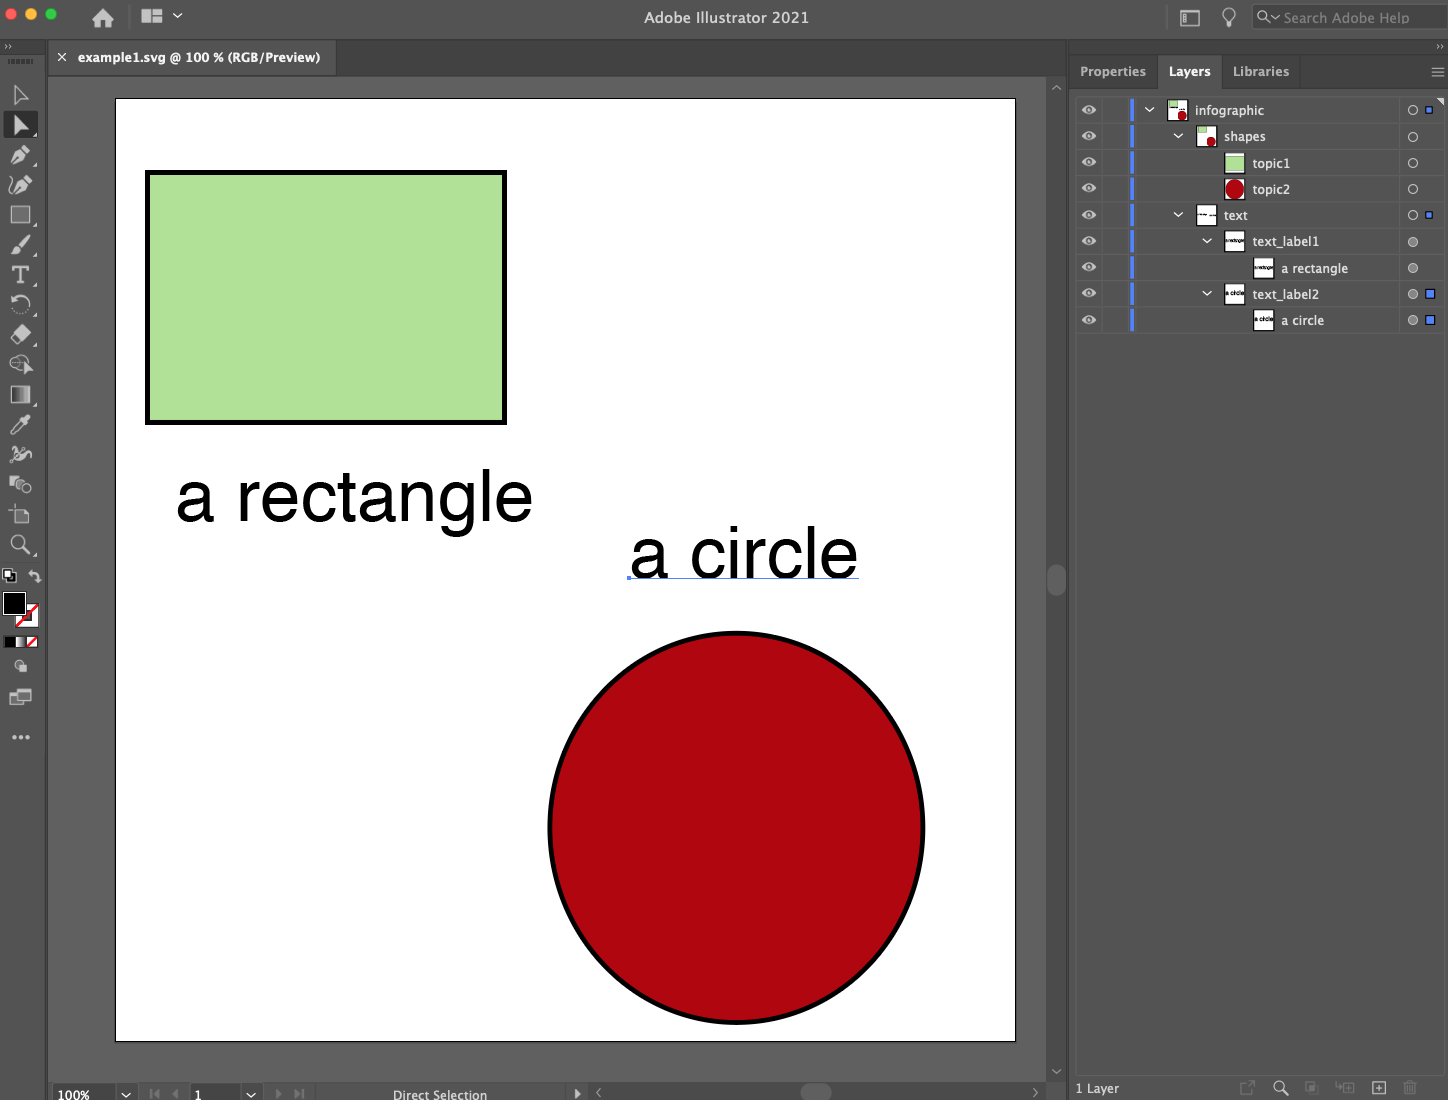 Adobe Illustrator 2021
Search Adobe Help
example1.svg @ 100 % (RGB/Preview)
Properties
Layers
Libraries
infographic
shapes
topic1
topic2
text
text_label1
a rectangle
text_label2
a circle
a rectangle
a circle
100%
1
Direct Selection
1 Layer